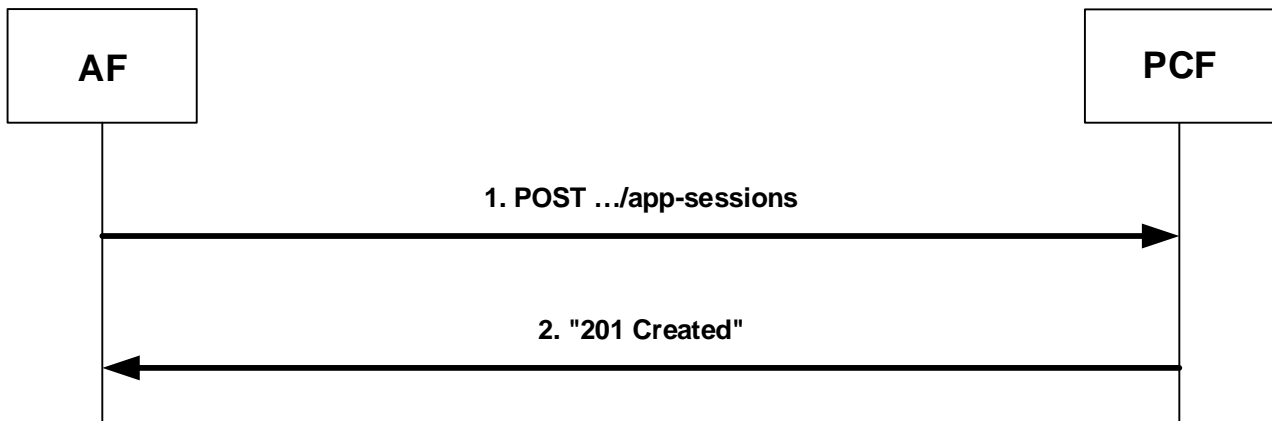 AF
PCF
1. POST …/app-sessions
2. "201 Created"